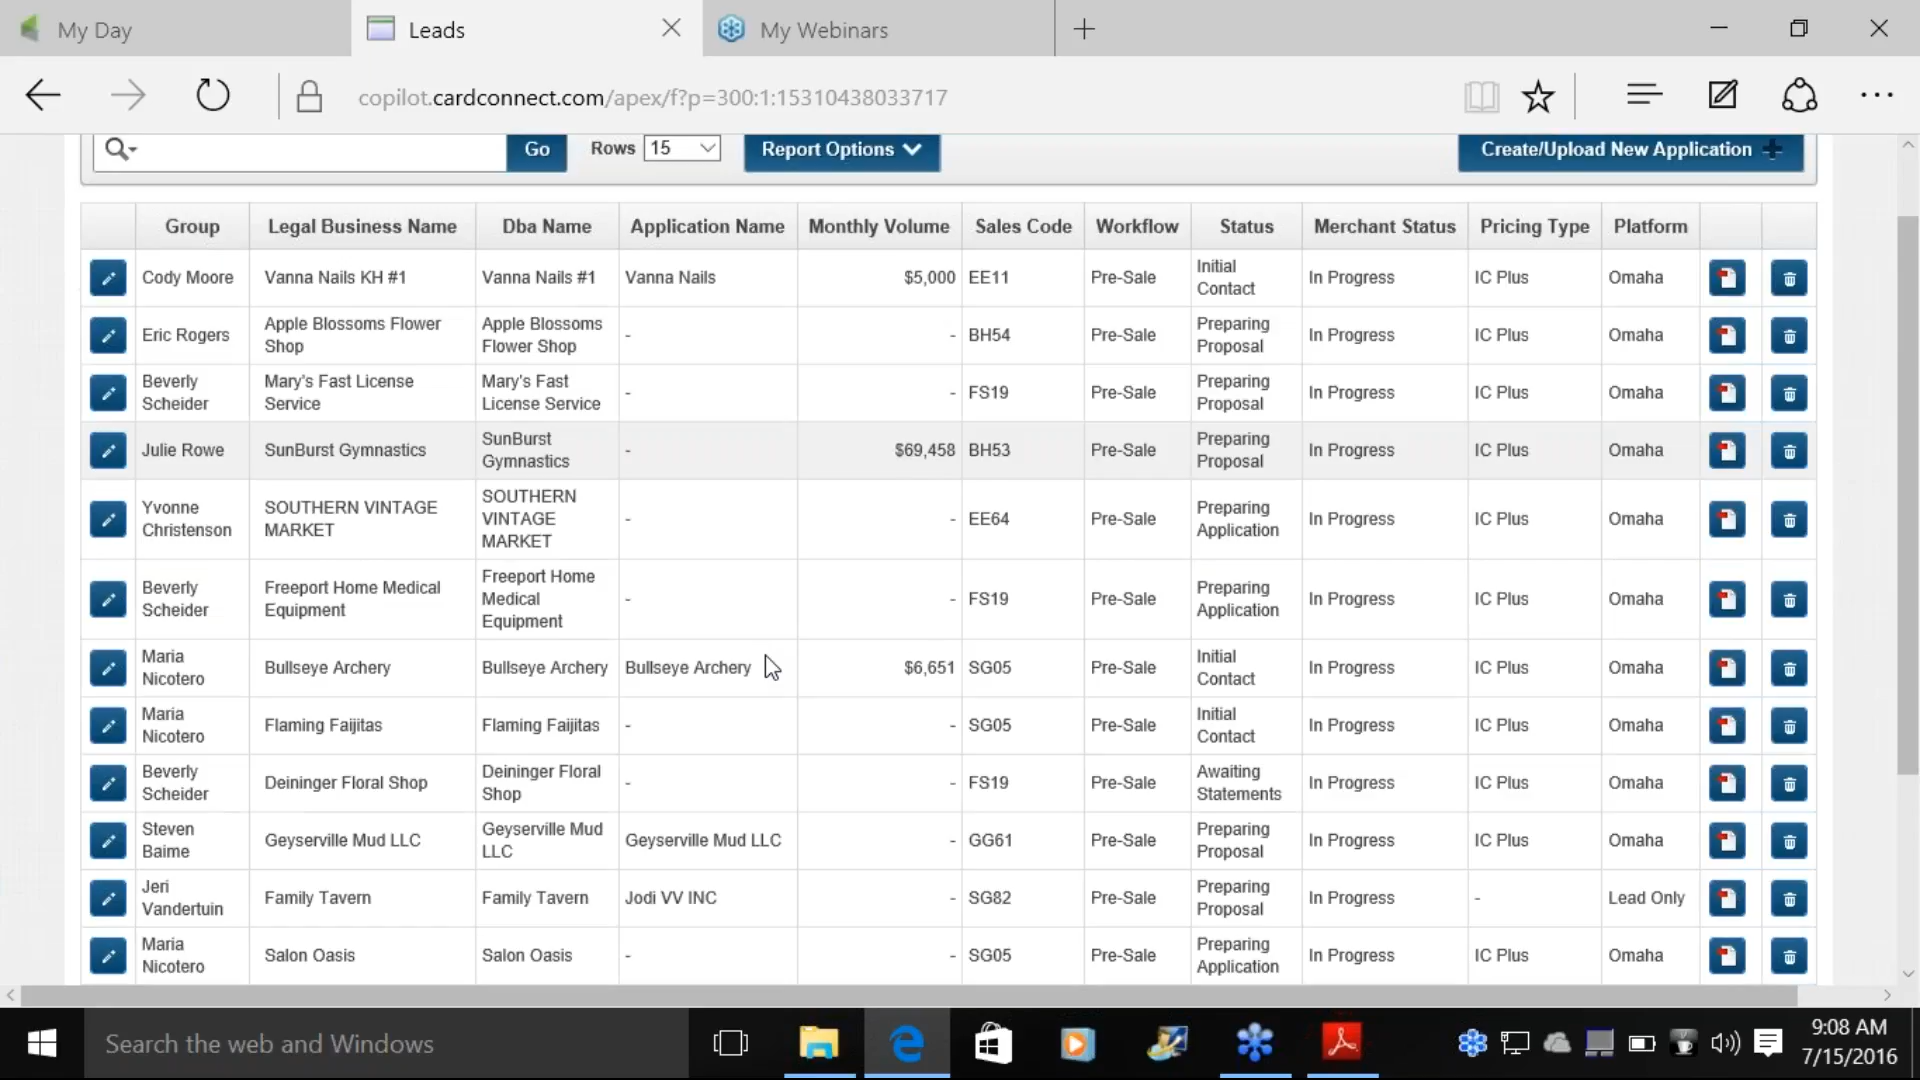 My Day
Leads
My Webinars
copilot.cardconnect.com/apex/f?p=300:1:15310438033717
Go
Rows
15
Report Options
Create/Upload New Application
Group Legal Business Name Dba Name Application Name Monthly Volume Sales Code Workflow Status Merchant Status Pricing Type Platform
Cody Moore Vanna Nails KH #1 Vanna Nails #1 Vanna Nails $5,000 EE11 Pre-Sale Initial
Contact In Progress IC Plus Omaha
Eric Rogers Apple Blossoms Flower
Shop Apple Blossoms
Flower Shop - - BH54 Pre-Sale Preparing
Proposal In Progress IC Plus Omaha
Beverly
Scheider Mary's Fast License
Service Mary's Fast
License Service - - FS19 Pre-Sale Preparing
Proposal In Progress IC Plus Omaha
Julie Rowe SunBurst Gymnastics SunBurst
Gymnastics - $69,458 BH53 Pre-Sale Preparing
Proposal In Progress IC Plus Omaha
Yvonne
Christenson SOUTHERN VINTAGE
MARKET SOUTHERN
VINTAGE
MARKET - - EE64 Pre-Sale Preparing
Application In Progress IC Plus Omaha
Beverly
Scheider Freeport Home Medical
Equipment Freeport Home
Medical
Equipment - - FS19 Pre-Sale Preparing
Application In Progress IC Plus Omaha
Maria
Nicotero Bullseye Archery Bullseye Archery Bullseye Archery $6,651 SG05 Pre-Sale Initial
Contact In Progress IC Plus Omaha
Maria
Nicotero Flaming Faijitas Flaming Faijitas - - SG05 Pre-Sale Initial
Contact In Progress IC Plus Omaha
Beverly
Scheider Deininger Floral Shop Deininger Floral
Shop - - FS19 Pre-Sale Awaiting
Statements In Progress IC Plus Omaha
Steven
Baime Geyserville Mud LLC Geyserville Mud
LLC Geyserville Mud LLC - GG61 Pre-Sale Preparing
Proposal In Progress IC Plus Omaha
Jeri
Vandertuin Family Tavern Family Tavern Jodi VV INC - SG82 Pre-Sale Preparing
Proposal In Progress - Lead Only
Maria
Nicotero Salon Oasis Salon Oasis - - SG05 Pre-Sale Preparing
Application In Progress IC Plus Omaha
Search the web and Windows
9:08 AM
7/15/2016